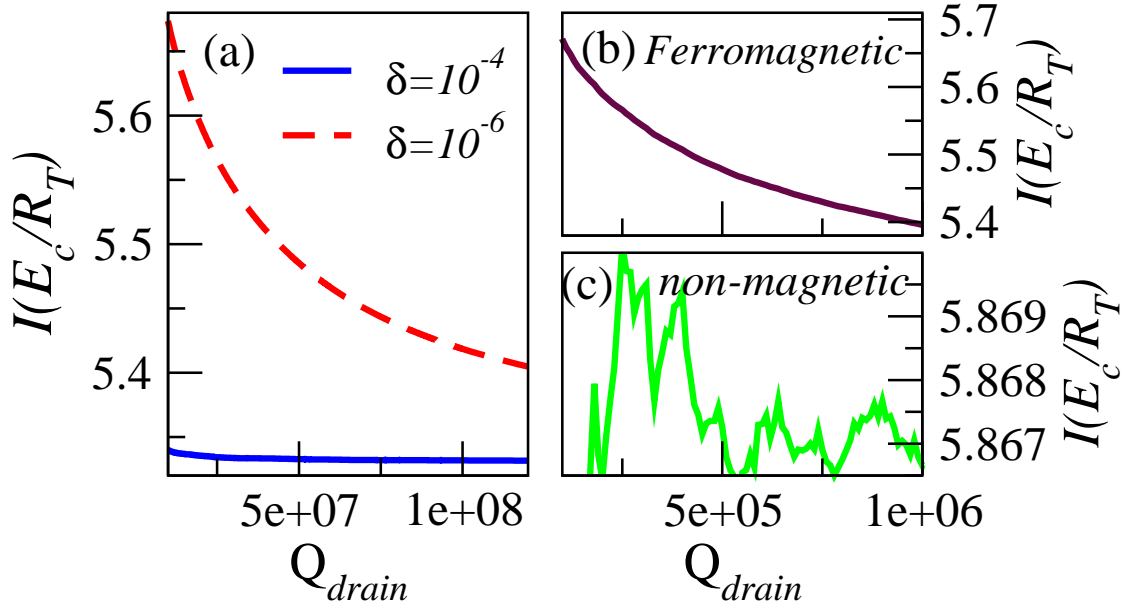 (a)
δ=10^-4
δ=10^-6
5.6
5.5
5.4
I(E_c/R_T)
5e+07 1e+08
Q_drain
(b) Ferromagnetic
5.7
5.6
5.5
5.4
I(E_c/R_T)
(c) non-magnetic
5.869
5.868
5.867
I(E_c/R_T)
5e+05 1e+06
Q_drain